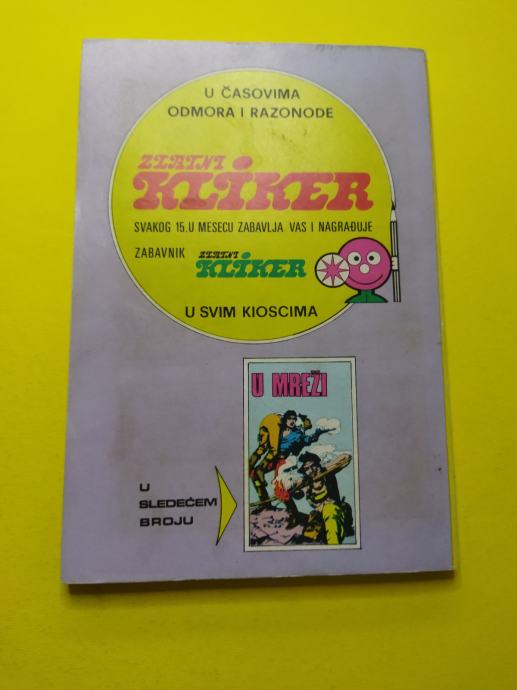 U ČASOVIMA
ODMORA I RAZONODE
ZLATNI
KLIKER
SVAKOG 15. U MESECU ZABAVLJA VAS I NAGRAĐUJE
ZABAVNIK ZLATNI KLIKER
U SVIM KIOSCIMA
U MREŽI
U
SLEDEĆEM
BROJU